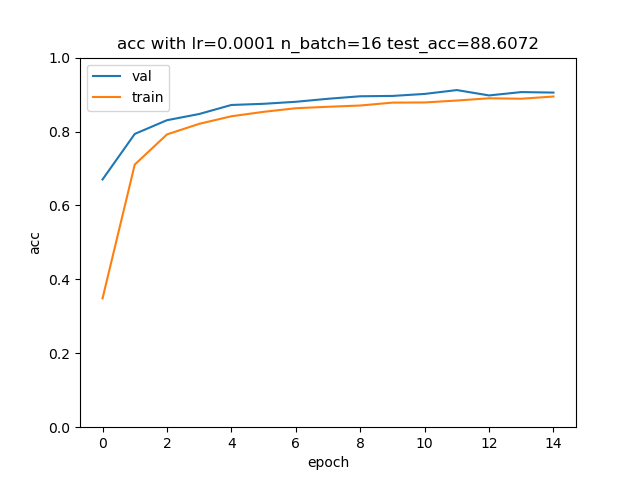 acc with lr=0.0001 n_batch=16 test_acc=88.6072
val
train
1.0
0.8
0.6
0.4
0.2
0.0
acc
0 2 4 6 8 10 12 14
epoch